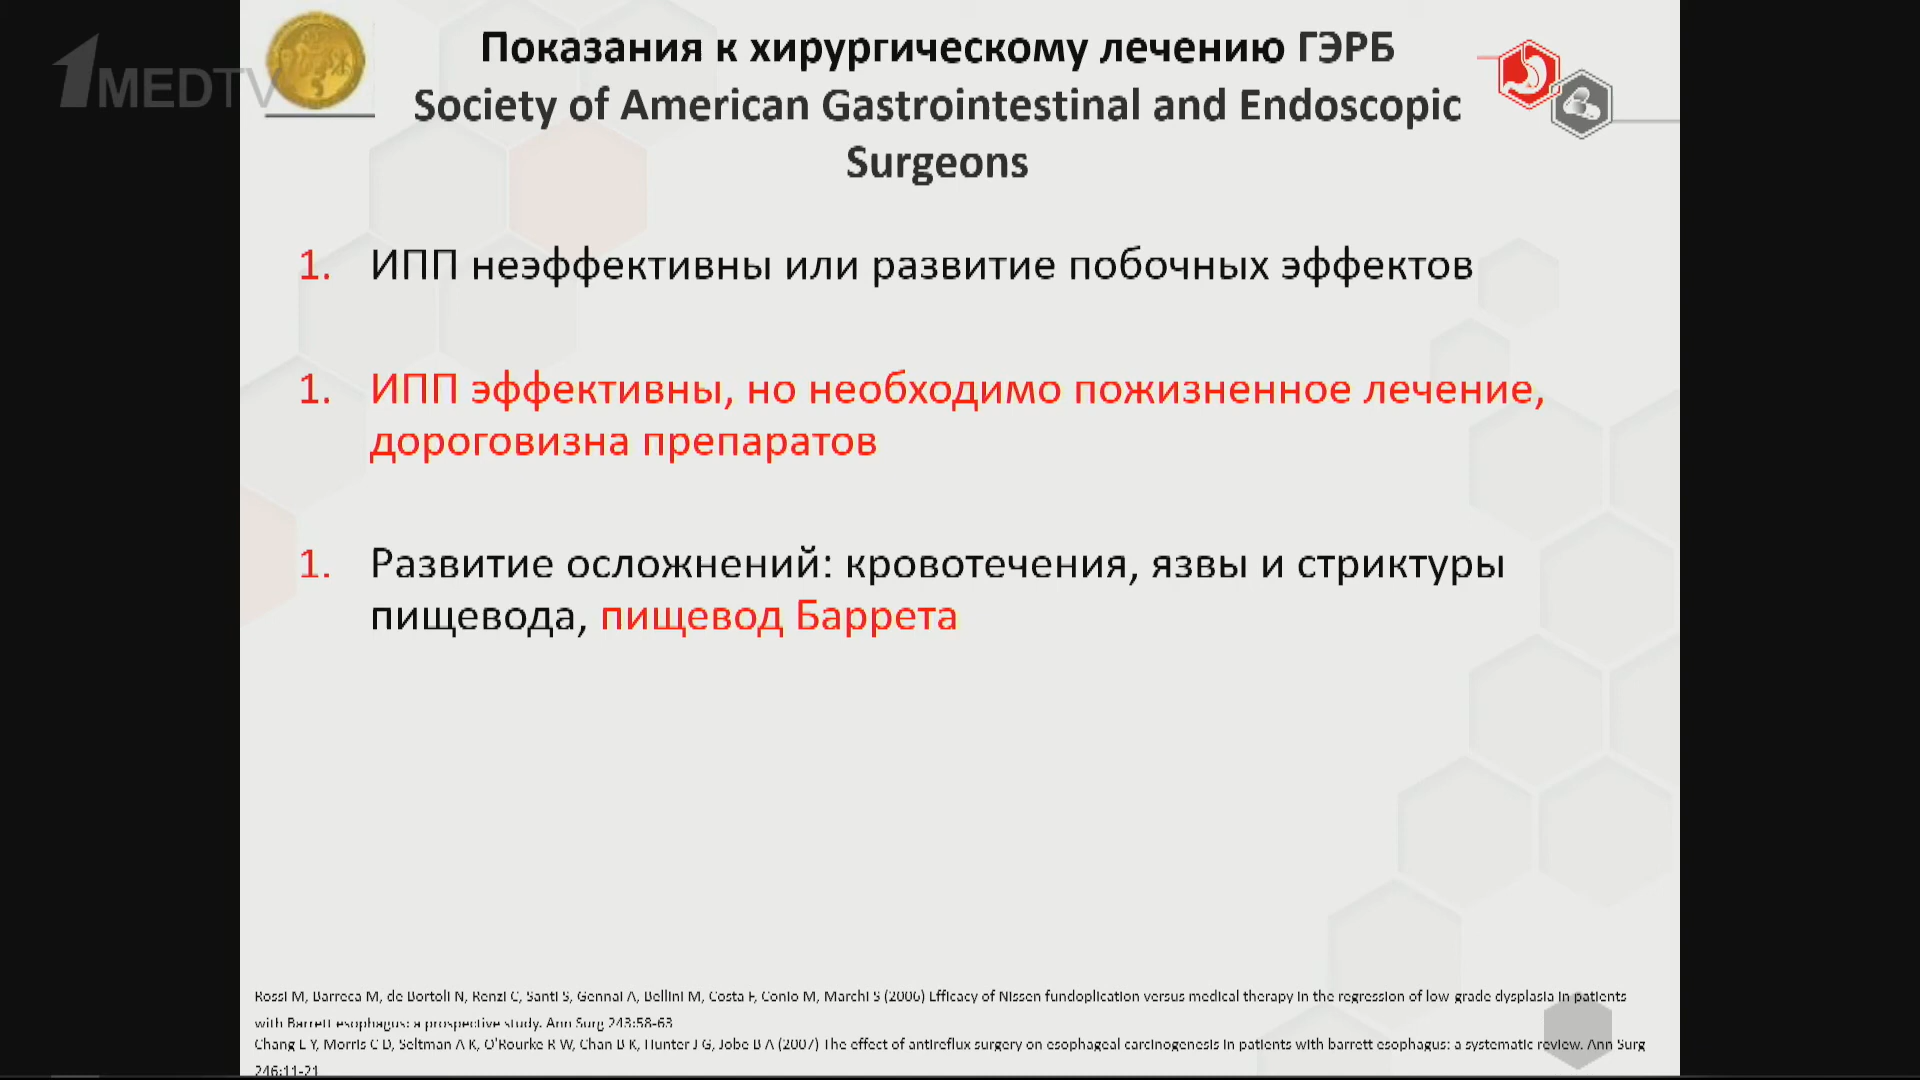 1MEDTV
Показания к хирургическому лечению ГЭРБ
Society of American Gastrointestinal and Endoscopic
Surgeons
1. ИПП неэффективны или развитие побочных эффектов
1. ИПП эффективны, но необходимо пожизненное лечение,
дороговизна препаратов
1. Развитие осложнений: кровотечения, язвы и стриктуры
пищевода, пищевод Баррета
Rossi M, Barreca M, de Bortoli N, Renzi C, Santi S, Gennai A, Bellini M, Costa F, Conio M, Marchi S (2006) Efficacy of Nissen fundoplication versus medical therapy in the regression of low grade dysplasia in patients
with Barrett esophagus: a prospective study. Ann Surg 243:58-63
Chang E Y, Morris C D, Seltman A K, O'Rourke R W, Chan B K, Hunter J G, Jobe B A (2007) The effect of antireflux surgery on esophageal carcinogenesis in patients with barrett esophagus: a systematic review. Ann Surg
246:11-21